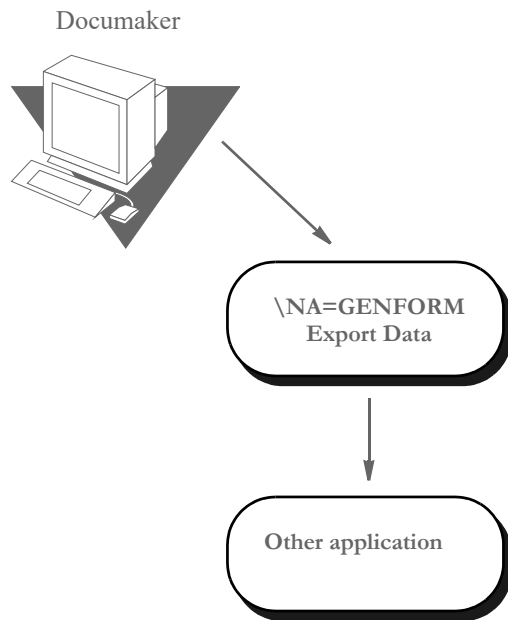 Documaker
\NA=GENFORM
Export Data
Other application